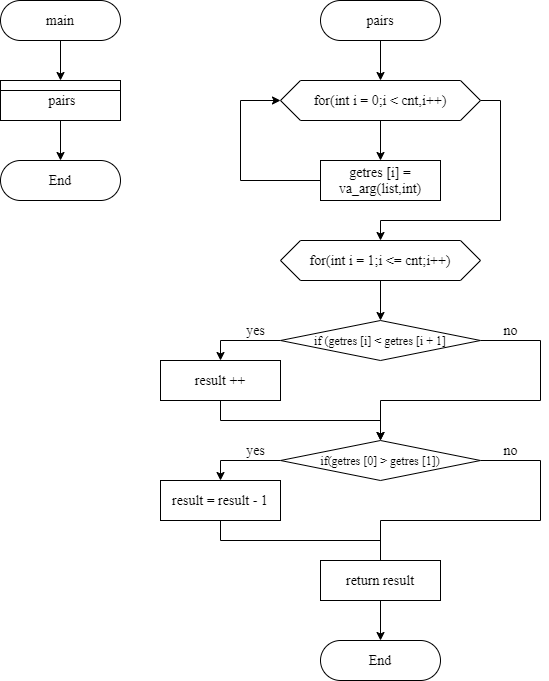 main
pairs
End
pairs
for(int i = 0;i < cnt,i++)
getres [i] =
va_arg(list,int)
for(int i = 1;i <= cnt;i++)
yes
if (getres [i] < getres [i + 1]
no
result ++
yes
if(getres [0] > getres [1])
no
result = result - 1
return result
End